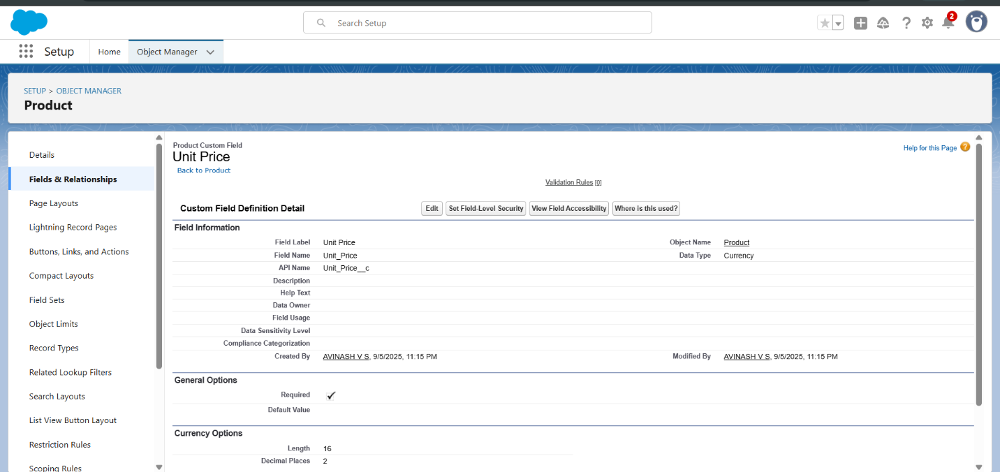 Search Setup
2
Setup
Home
Object Manager
SETUP > OBJECT MANAGER
Product
Details
Fields & Relationships
Page Layouts
Lightning Record Pages
Buttons, Links, and Actions
Compact Layouts
Field Sets
Object Limits
Record Types
Related Lookup Filters
Search Layouts
List View Button Layout
Restriction Rules
Scoping Rules
Product Custom Field
Unit Price
Back to Product
Help for this Page ?
Validation Rules [0]
Custom Field Definition Detail
Edit
Set Field-Level Security
View Field Accessibility
Where is this used?
Field Information
Field Label Unit Price Object Name Product
Field Name Unit_Price Data Type Currency
API Name Unit_Price__c
Description
Help Text
Data Owner
Field Usage
Data Sensitivity Level
Compliance Categorization
Created By AVINASH V S, 9/5/2025, 11:15 PM Modified By AVINASH V S, 9/5/2025, 11:15 PM
General Options
Required ✓
Default Value
Currency Options
Length 16
Decimal Places 2